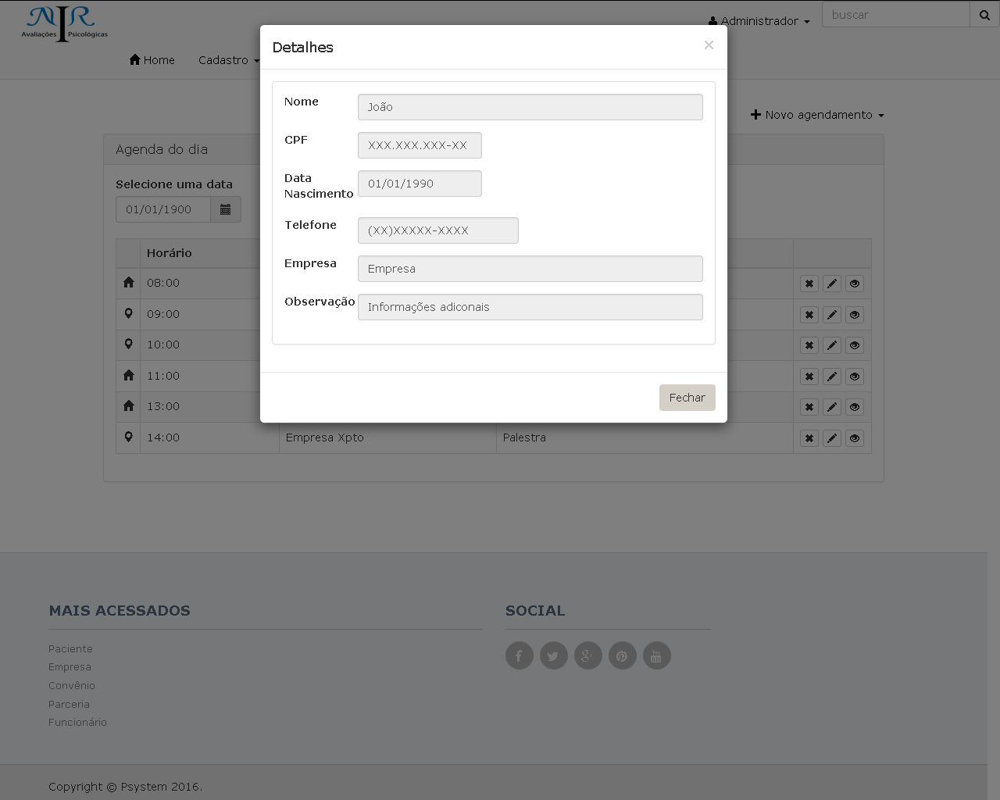 NIR
Avaliações Psicológicas
Administrador
buscar
Home
Cadastro
Detalhes
×
Nome
João
CPF
XXX.XXX.XXX-XX
Data
Nascimento
01/01/1990
Telefone
(XX)XXXXX-XXXX
Empresa
Empresa
Observação
Informações adiconais
Fechar
Novo agendamento
Agenda do dia
Selecione uma data
01/01/1900
Horário
08:00
09:00
10:00
11:00
13:00
14:00 Empresa Xpto Palestra
MAIS ACESSADOS
Paciente
Empresa
Convênio
Parceria
Funcionário
SOCIAL
Copyright © Psystem 2016.